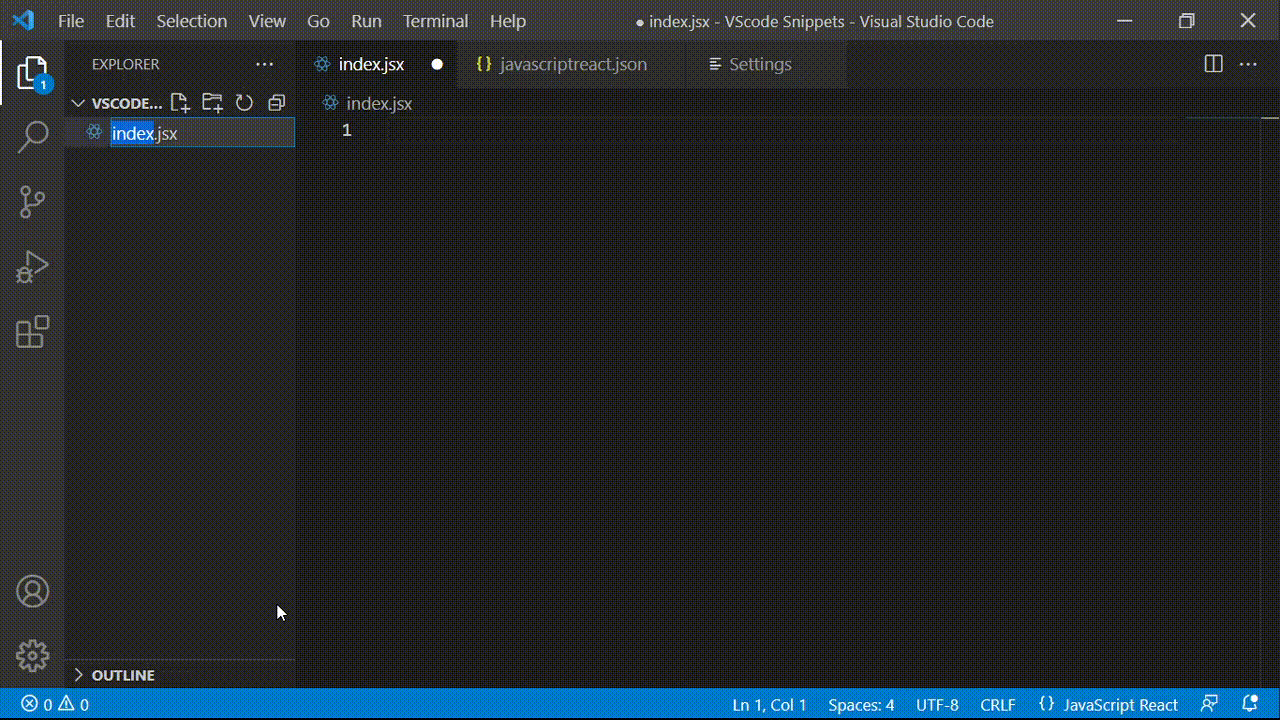 File Edit Selection View Go Run Terminal Help ● index.jsx - VScode Snippets - Visual Studio Code
EXPLORER ···
index.jsx ● {} javascriptreact.json Settings
VSCODE...
index.jsx
index.jsx
1
1
OUTLINE
0 0 Ln 1, Col 1 Spaces: 4 UTF-8 CRLF {} JavaScript React